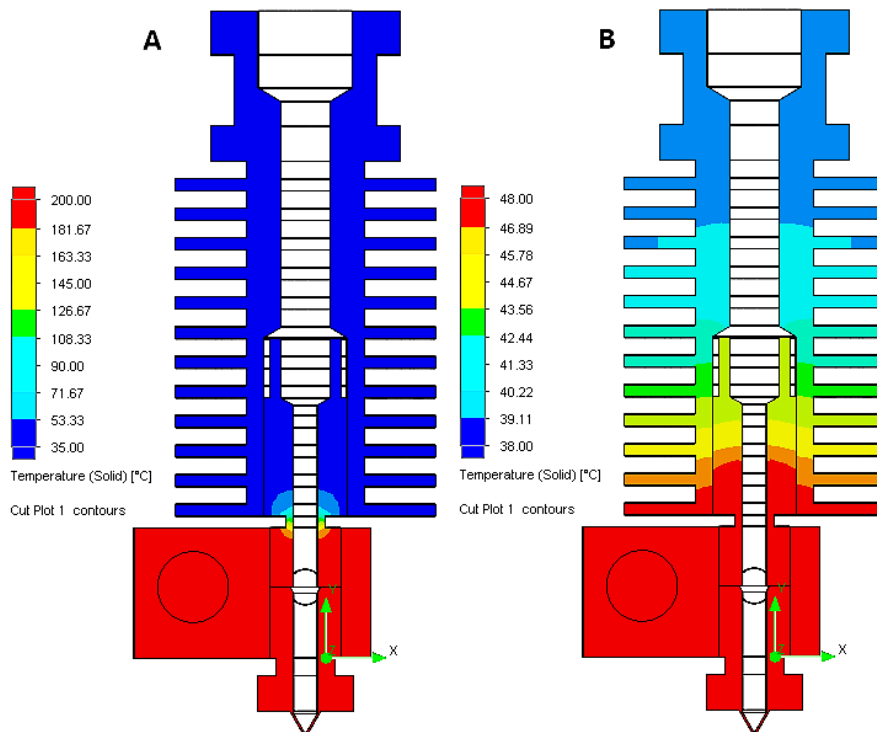 A
200.00
181.67
163.33
145.00
126.67
108.33
90.00
71.67
53.33
35.00
Temperature (Solid) [°C]
Cut Plot 1 contours
Y
X
B
48.00
46.89
45.78
44.67
43.56
42.44
41.33
40.22
39.11
38.00
Temperature (Solid) [°C]
Cut Plot 1 contours
Y
X